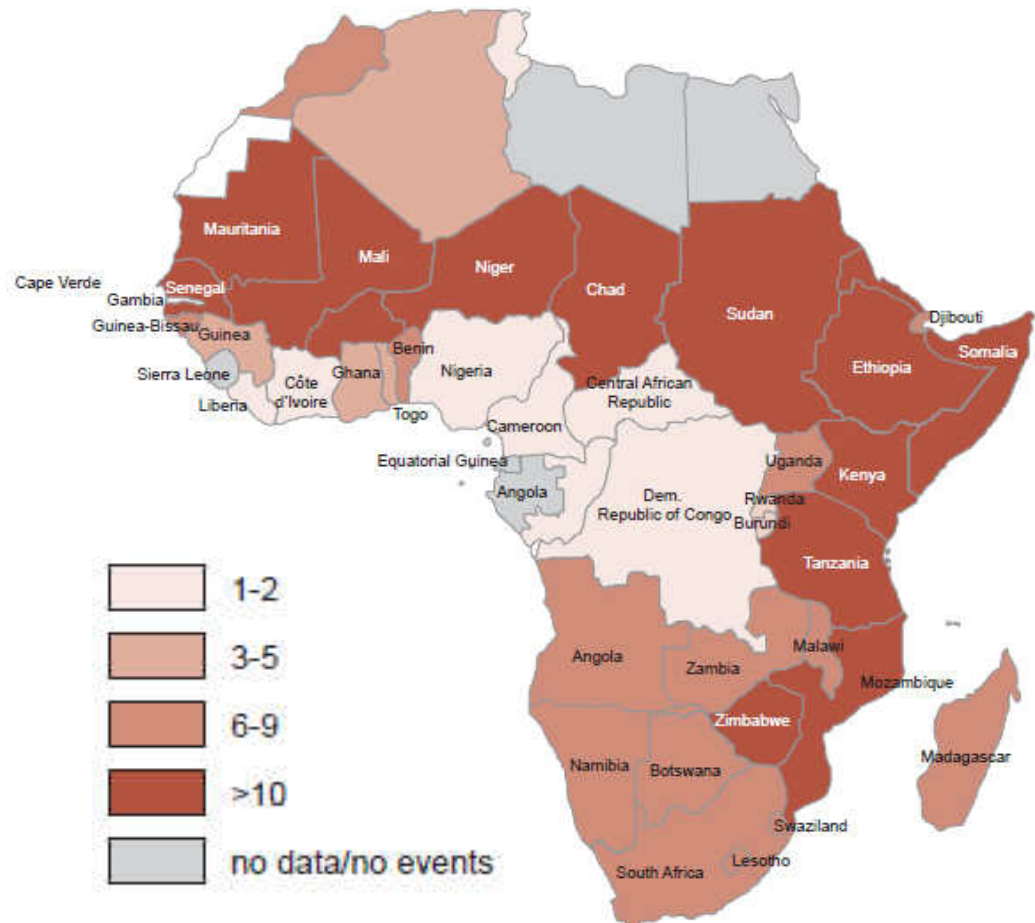 Mauritania
Mali
Niger
Chad
Sudan
Cape Verde
Senegal
Gambia
Guinea-Bissau
Guinea
Sierra Leone
Liberia
Côte
d'Ivoire
Ghana
Togo
Benin
Nigeria
Cameroon
Central African
Republic
Djibouti
Somalia
Ethiopia
Equatorial Guinea
Angola
Dem.
Republic of Congo
Uganda
Kenya
Rwanda
Burundi
Tanzania
Angola
Zambia
Malawi
Mozambique
Zimbabwe
Namibia
Botswana
Madagascar
Swaziland
Lesotho
South Africa
1-2
3-5
6-9
>10
no data/no events